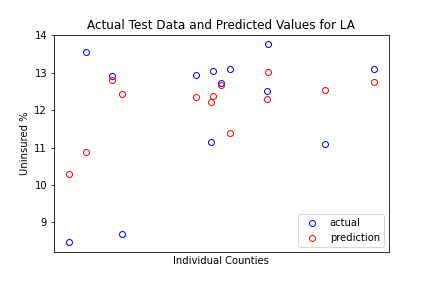 Actual Test Data and Predicted Values for LA
14
13
12
11
10
9
Uninsured %
Individual Counties
actual
prediction